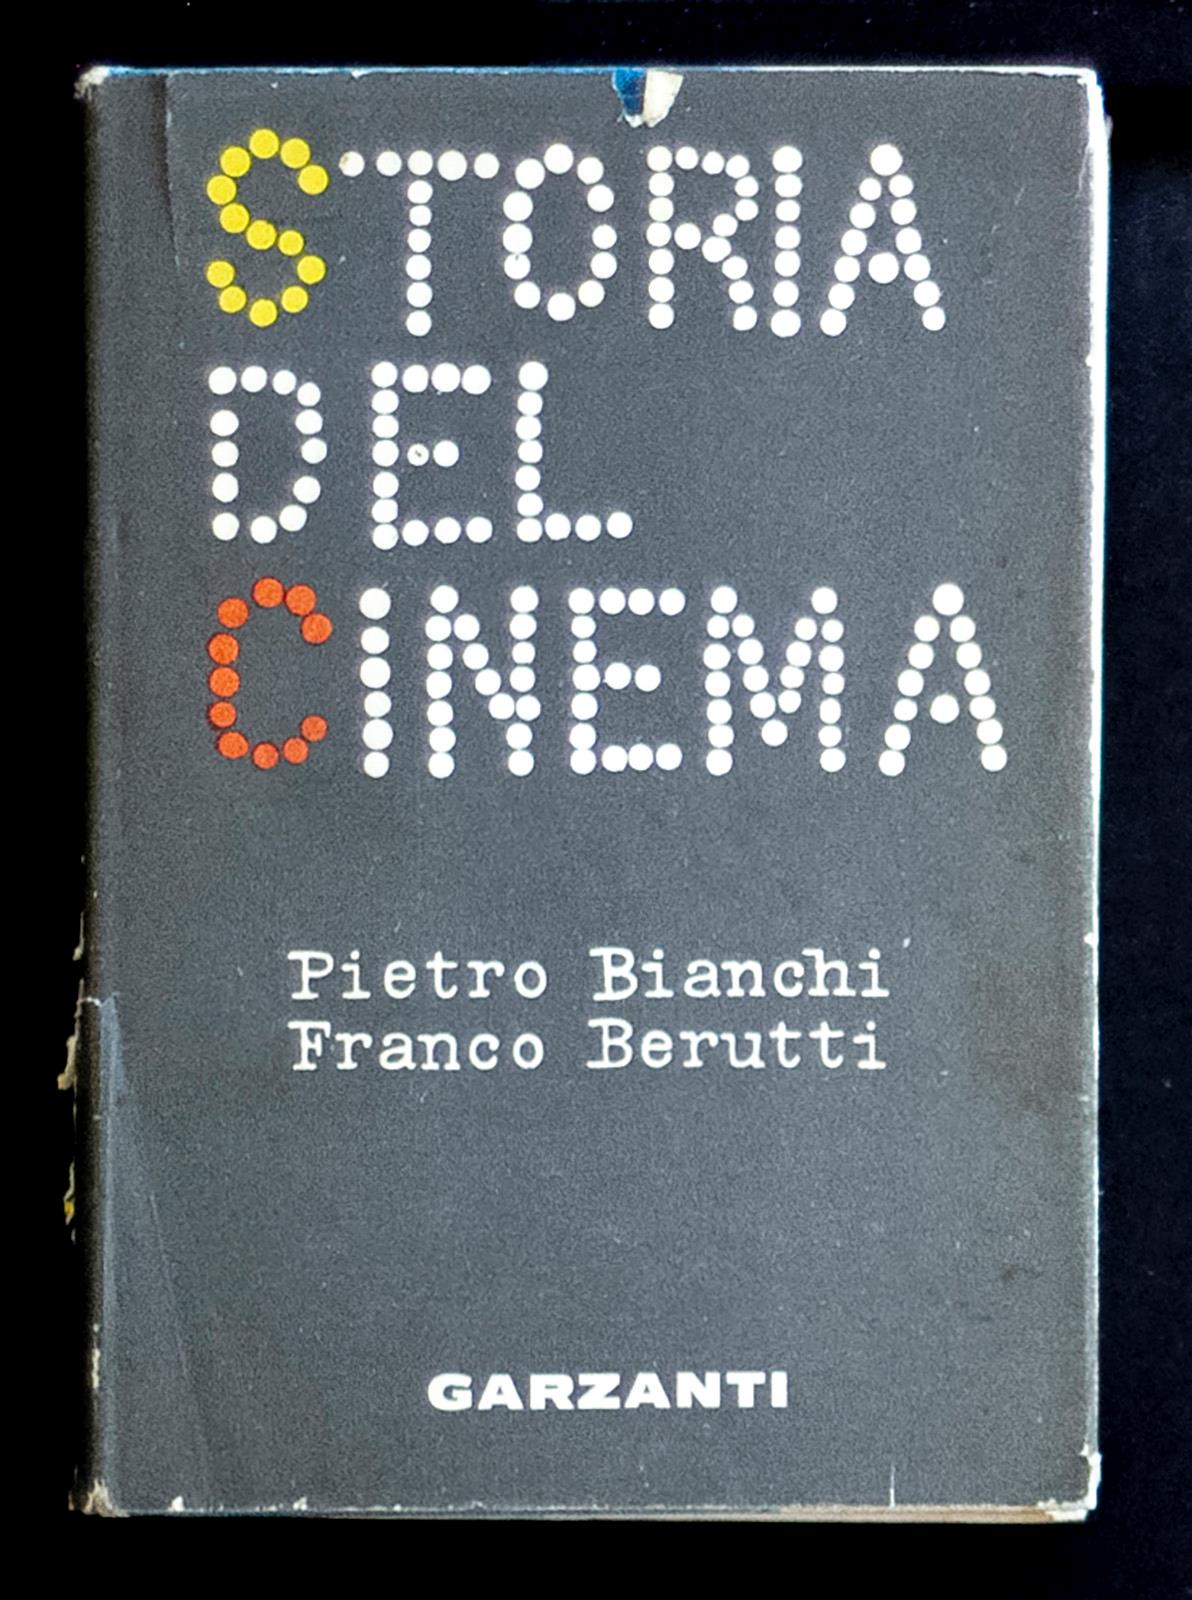 STORIA
DEL
CINEMA
Pietro Bianchi
Franco Berutti
GARZANTI